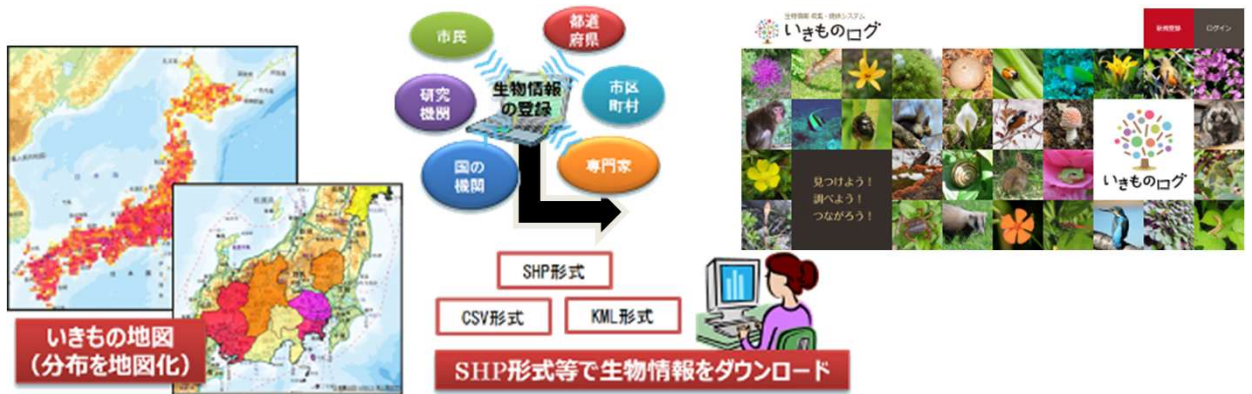 日本海
日本国
いきもの地図
（分布を地図化）
市民
都道
府県
研究
機関
生物情報
の登録
市区
町村
国の
機関
専門家
SHP形式
CSV形式
KML形式
SHP形式等で生物情報をダウンロード
生物情報 収集・提供システム
いきものログ
新規登録
ログイン
見つけよう！
調べよう！
つながろう！
いきものログ